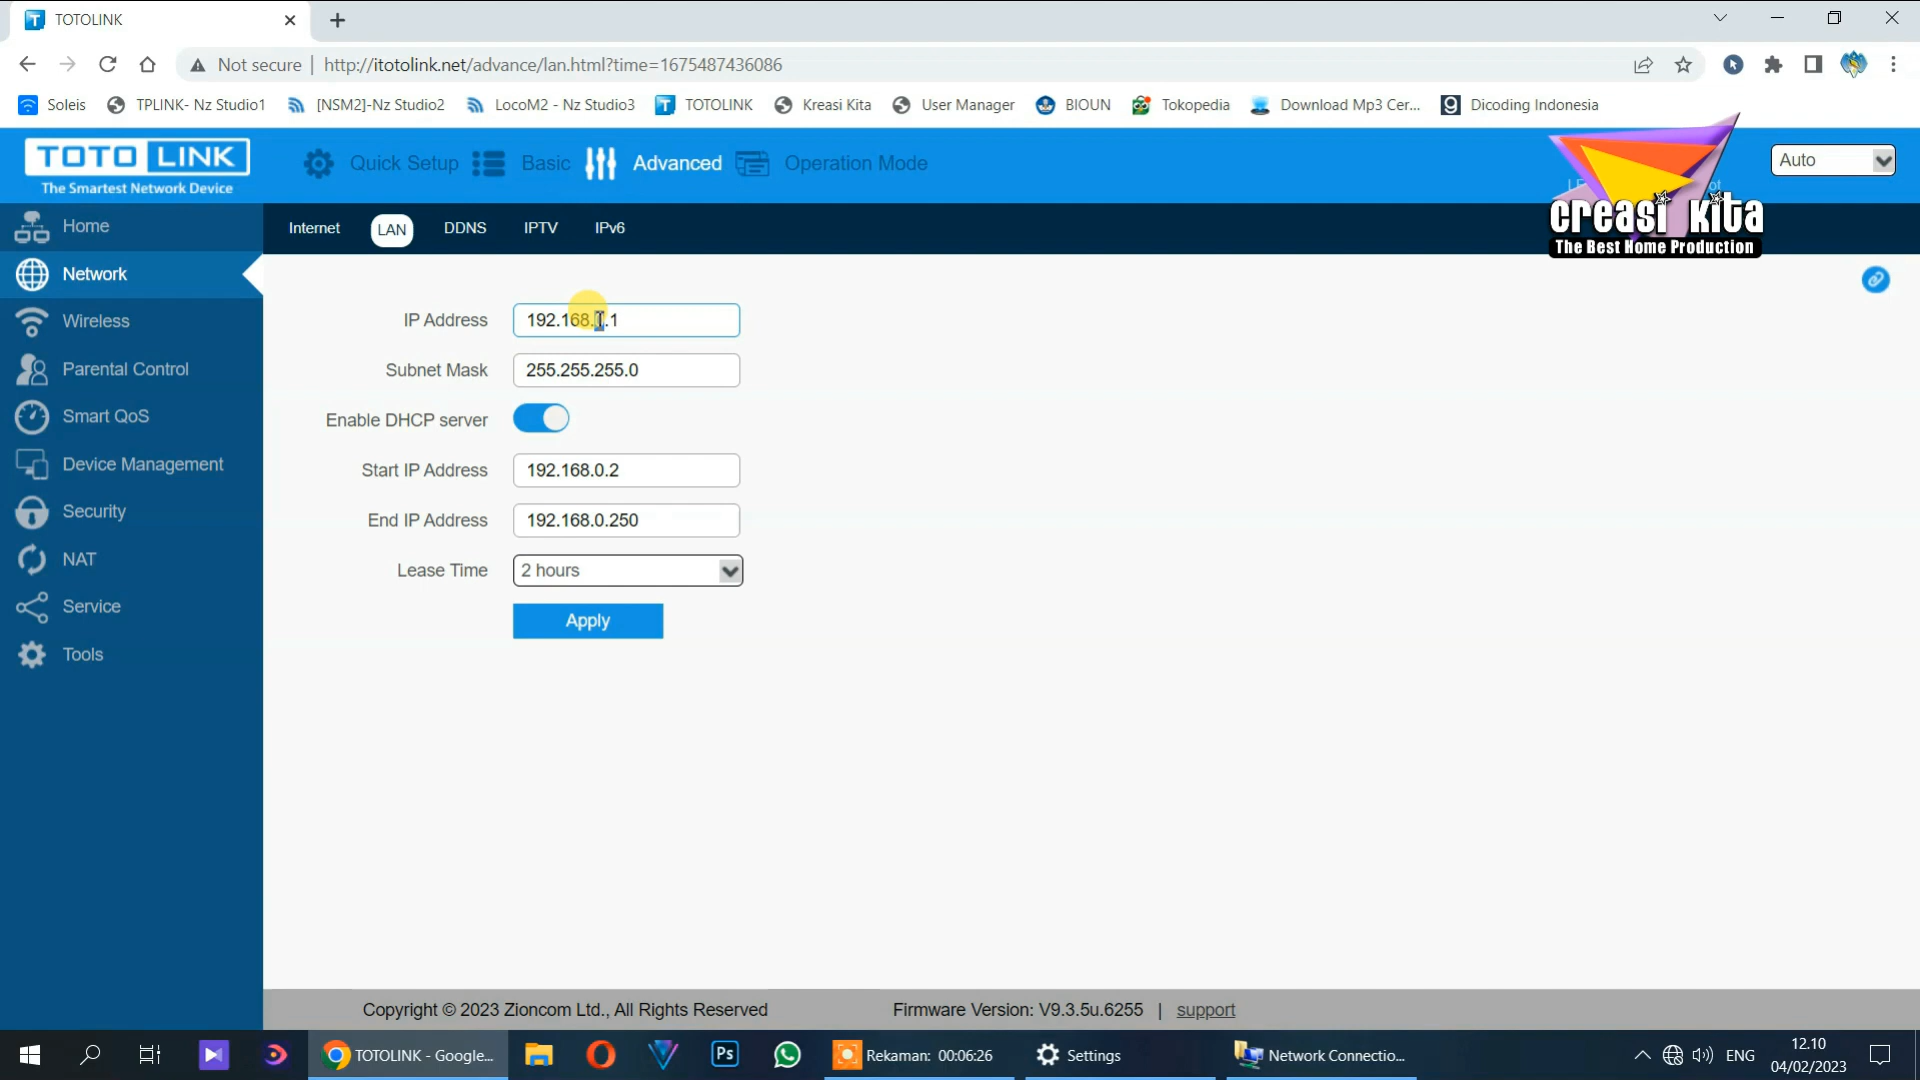 TOTOLINK
Not secure | http://itotolink.net/advance/lan.html?time=1675487436086
Soleis TPLINK- Nz Studio1 [NSM2]-Nz Studio2 LocoM2 - Nz Studio3 TOTOLINK Kreasi Kita User Manager BIOUN Tokopedia Download Mp3 Cer... Dicoding Indonesia
TOTO LINK
The Smartest Network Device
Quick Setup Basic Advanced Operation Mode
Auto
creasi kita
The Best Home Production
Internet LAN DDNS IPTV IPv6
Home
Network
Wireless
Parental Control
Smart QoS
Device Management
Security
NAT
Service
Tools
IP Address 192.168.0.1
Subnet Mask 255.255.255.0
Enable DHCP server
Start IP Address 192.168.0.2
End IP Address 192.168.0.250
Lease Time 2 hours
Apply
Copyright © 2023 Zioncom Ltd., All Rights Reserved Firmware Version: V9.3.5u.6255 | support
TOTOLINK - Google... Ps Rekaman: 00:06:26 Settings Network Connectio... ENG 12.10
04/02/2023